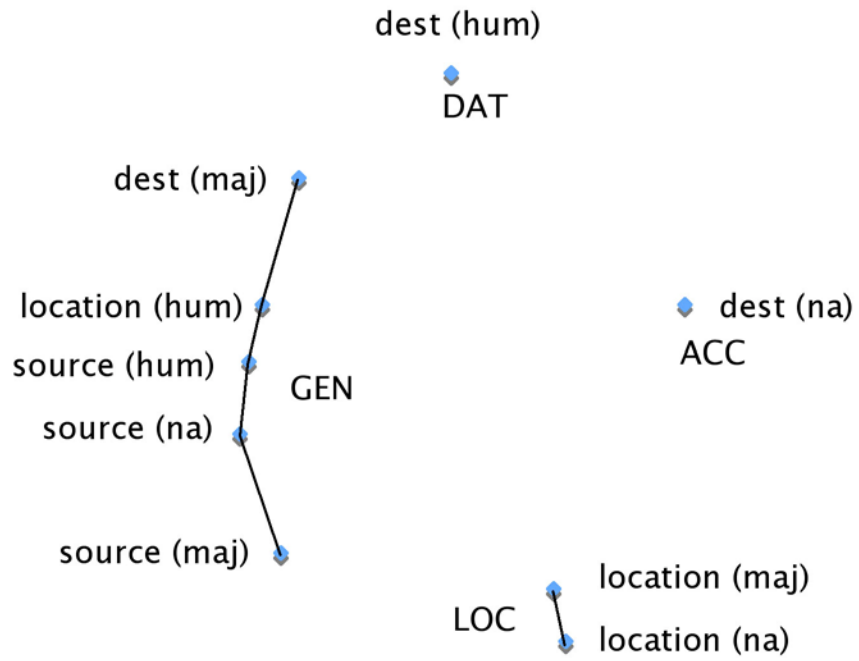 dest (hum)
DAT
dest (maj)
location (hum)
dest (na)
ACC
source (hum)
GEN
source (na)
source (maj)
location (maj)
LOC
location (na)